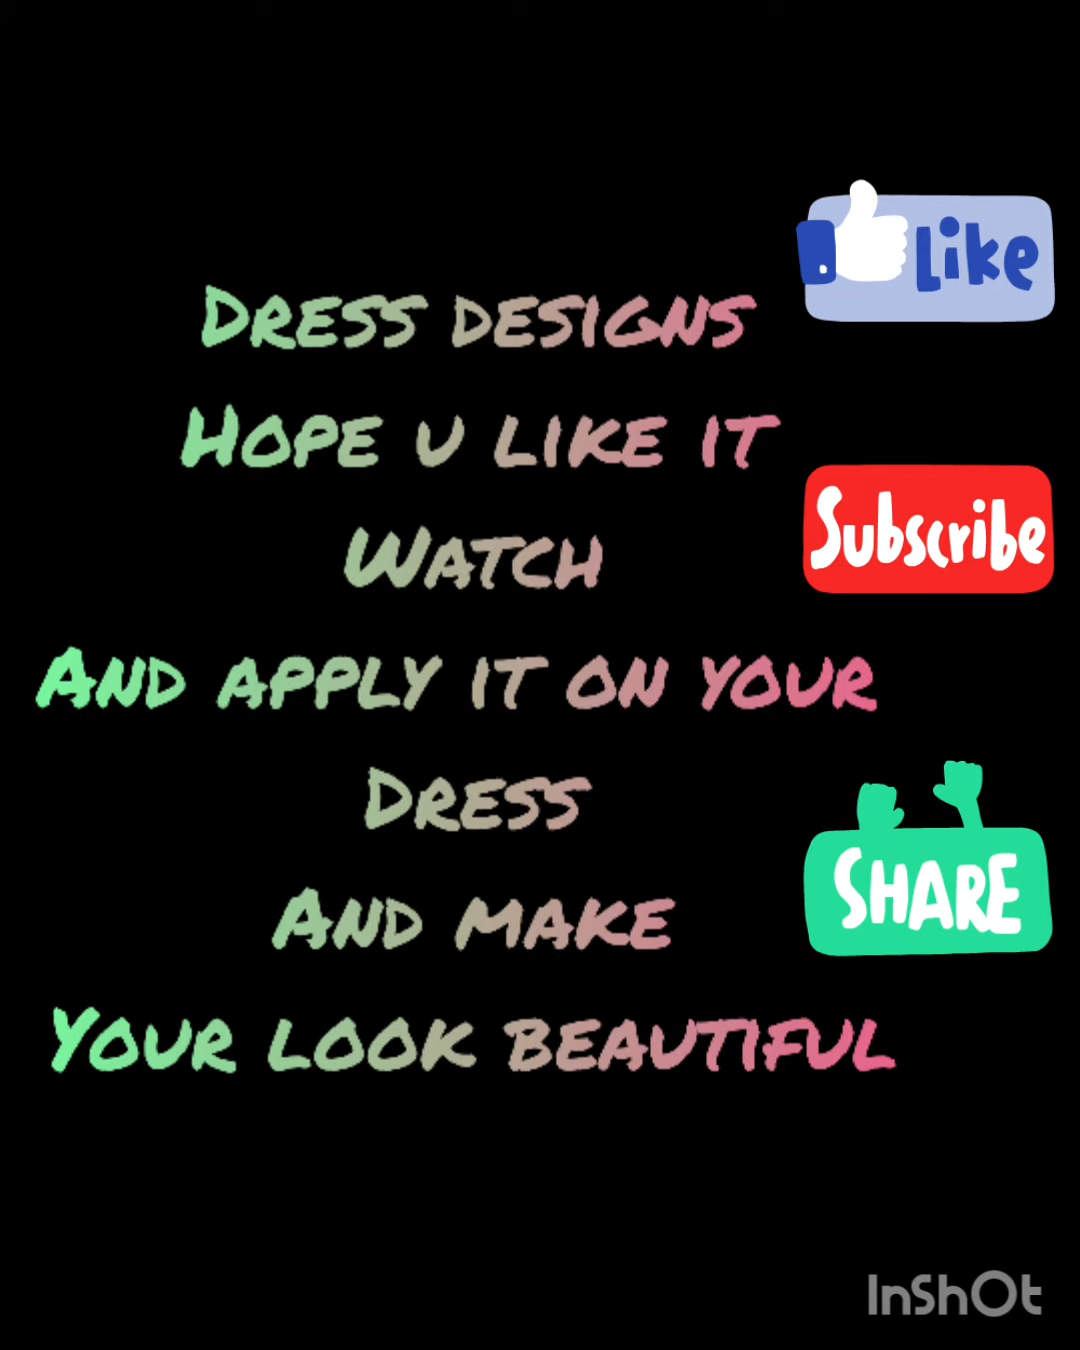 Like
Dress designs
Hope u like it
Subscribe
Watch
And apply it on your
Dress
SHARE
And make
Your look beautiful
InShOt